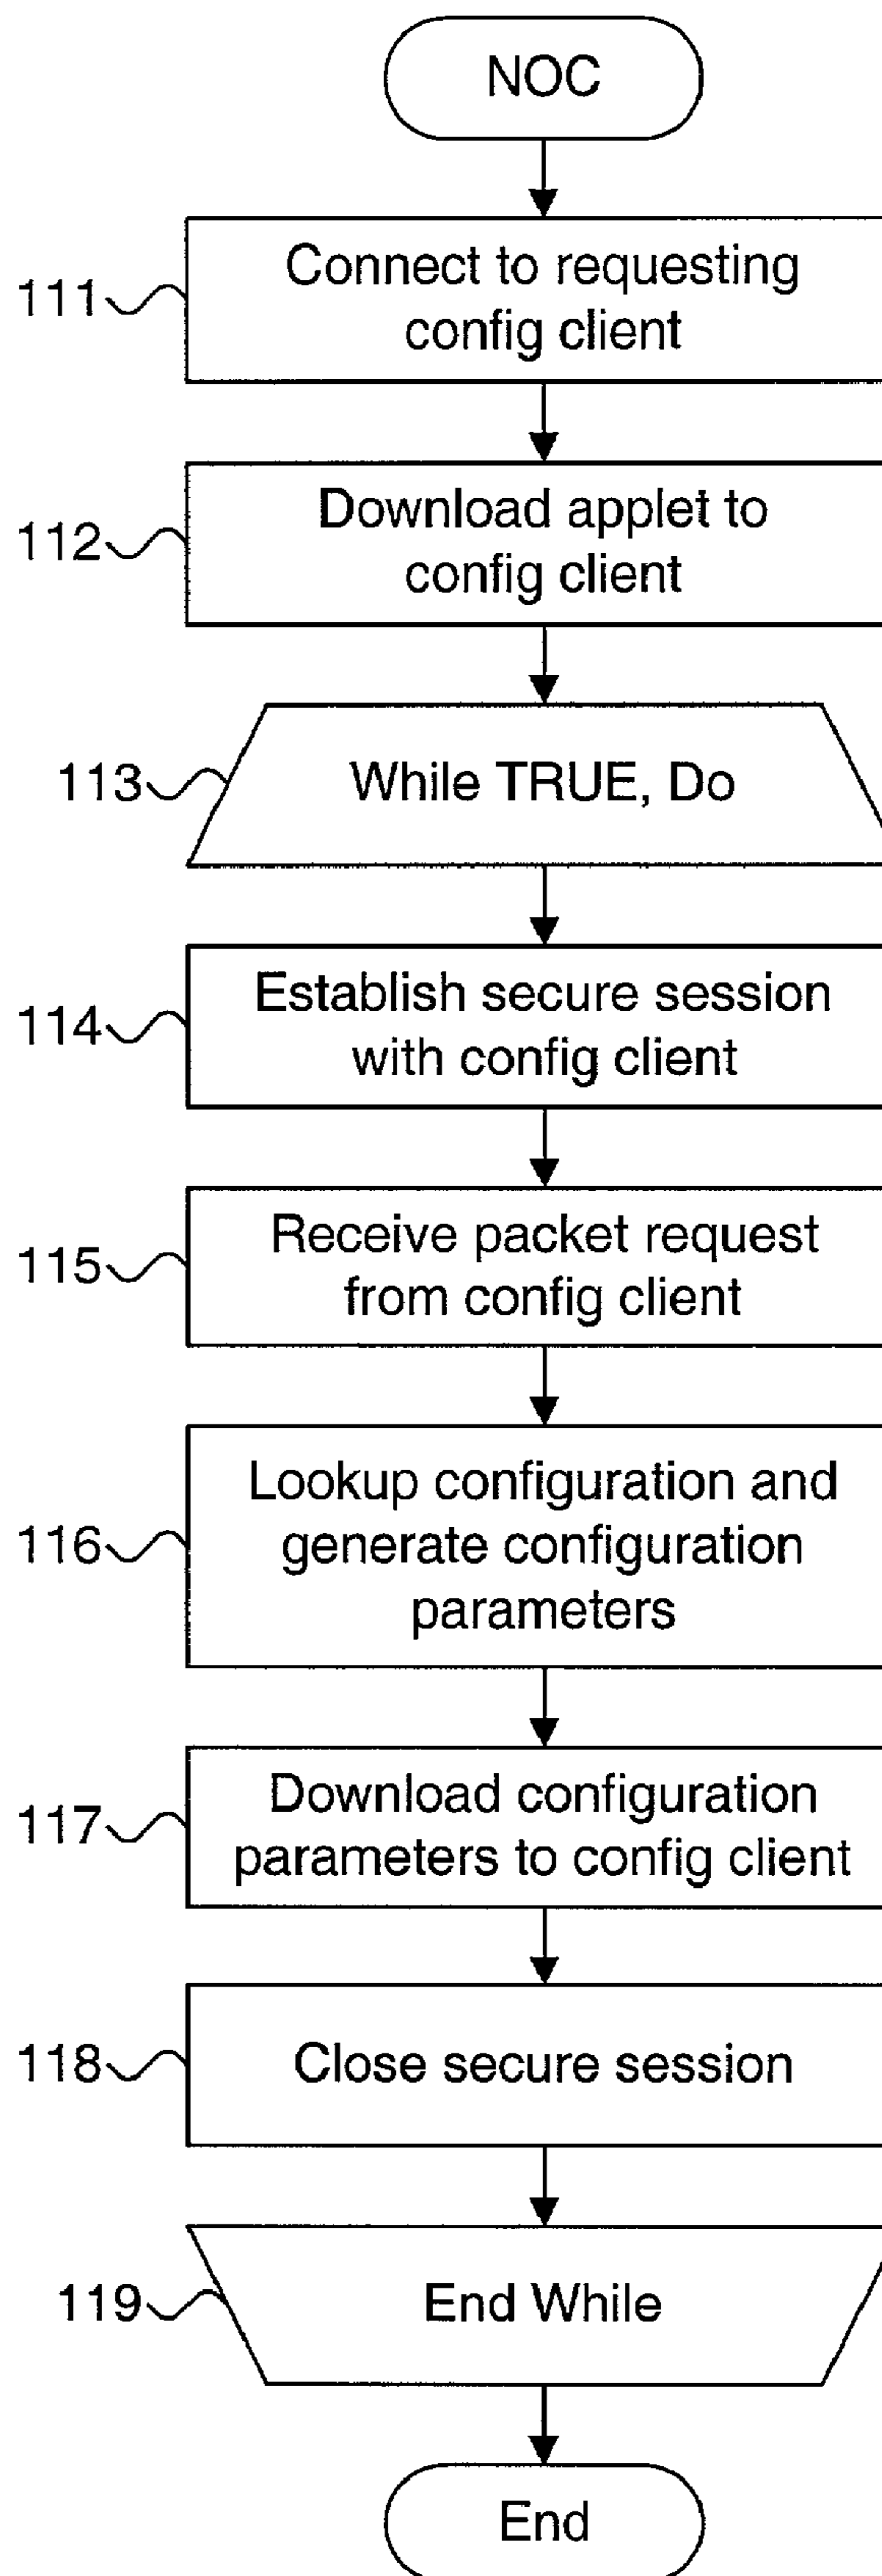 NOC
111
Connect to requesting
config client
112
Download applet to
config client
113
While TRUE, Do
114
Establish secure session
with config client
115
Receive packet request
from config client
116
Lookup configuration and
generate configuration
parameters
117
Download configuration
parameters to config client
118
Close secure session
119
End While
End